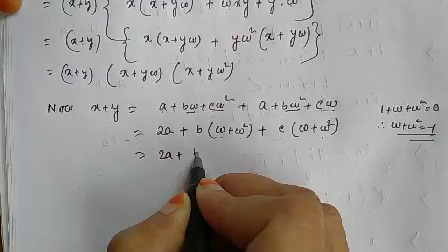 = (x+y) { x(x+yω) + ωxy + y²ω² }
= (x+y) { x(x+yω) + yω²(x+yω) }
= (x+y) (x+yω) (x+yω²)
Now x+y = a + bω + cω² + a + bω² + cω 1+ω+ω²=0
= 2a + b(ω+ω²) + c(ω+ω²) ∴ ω+ω²=-1
= 2a +